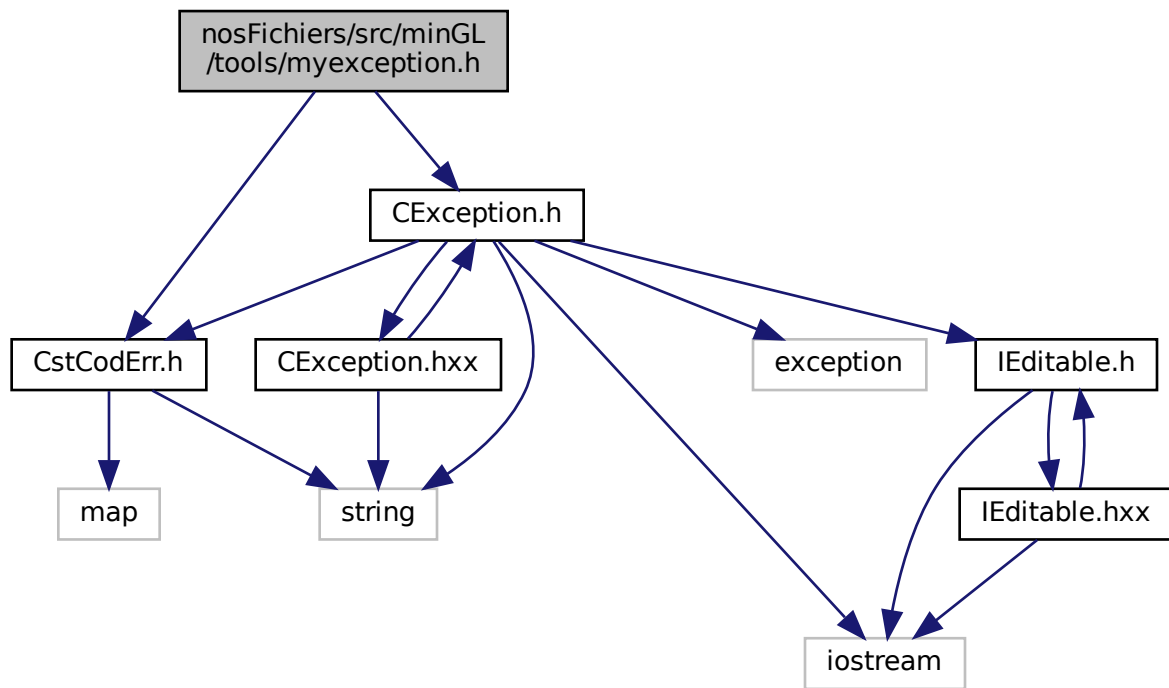 nosFichiers/src/minGL
/tools/myexception.h
CException.h
CstCodErr.h
CException.hxx
exception
IEditable.h
map
string
IEditable.hxx
iostream